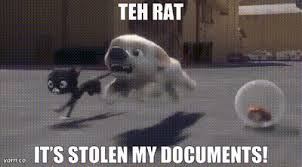 TEH RAT
IT'S STOLEN MY DOCUMENTS!
yarn.co